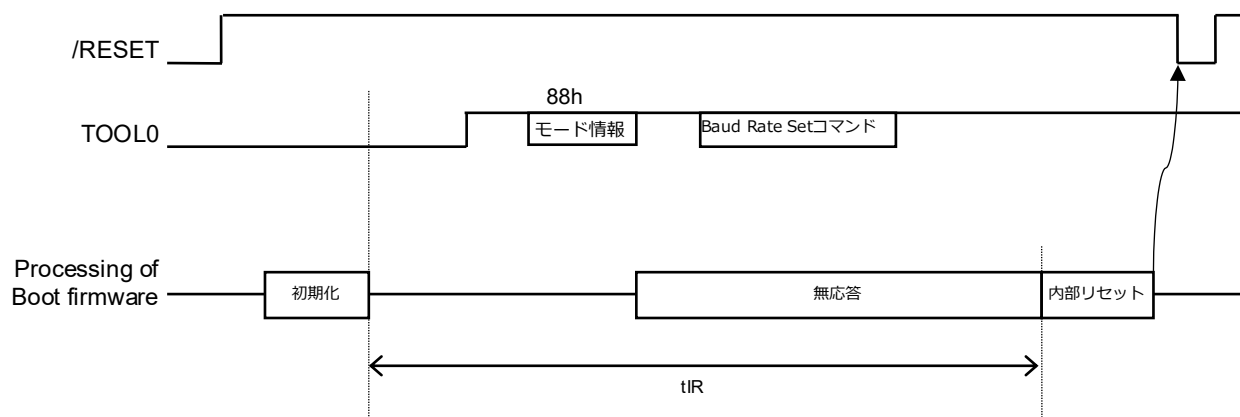 /RESET
88h
TOOL0
モード情報
Baud Rate Setコマンド
Processing of
Boot firmware
初期化
無応答
内部リセット
tIR